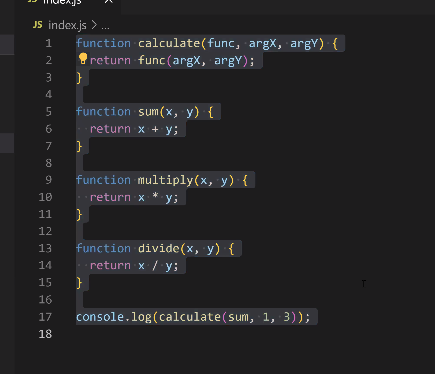 JS index.js
JS index.js > ...
1 function calculate(func, argX, argY) {
2   return func(argX, argY);
3 }
4
5 function sum(x, y) {
6   return x + y;
7 }
8
9 function multiply(x, y) {
10   return x * y;
11 }
12
13 function divide(x, y) {
14   return x / y;
15 }
16
17 console.log(calculate(sum, 1, 3));
18